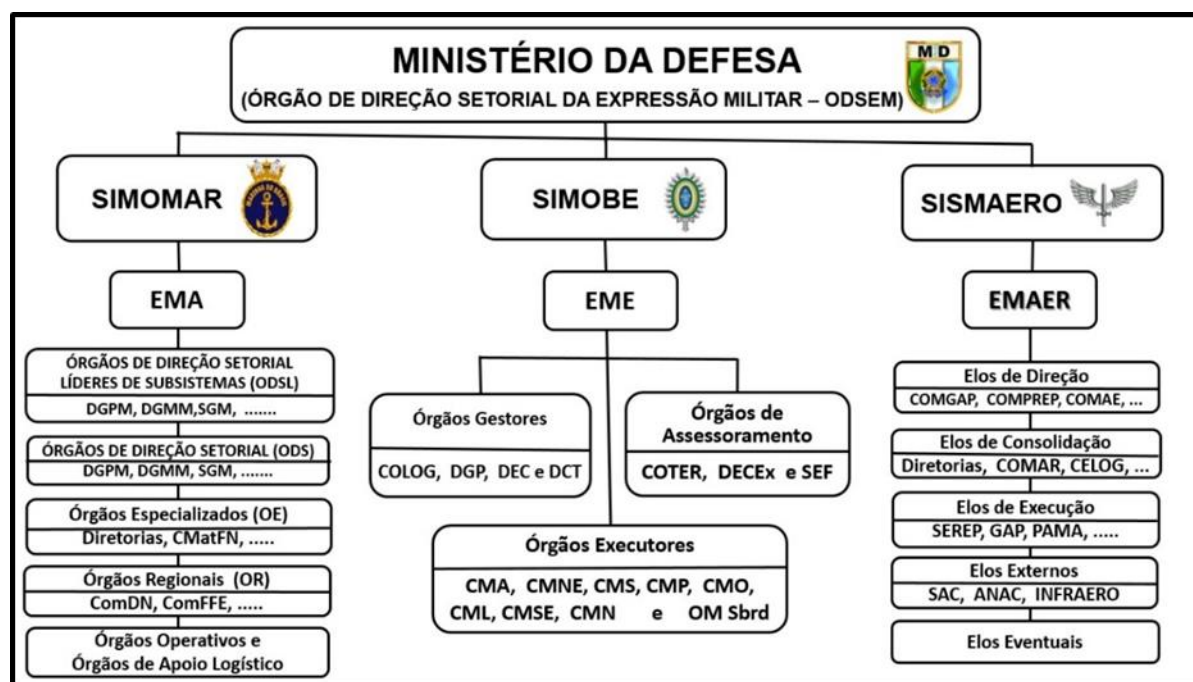 MINISTÉRIO DA DEFESA
(ÓRGÃO DE DIREÇÃO SETORIAL DA EXPRESSÃO MILITAR – ODSEM)
MD
SIMOMAR
EMA
ÓRGÃOS DE DIREÇÃO SETORIAL
LÍDERES DE SUBSISTEMAS (ODSL)
DGPM, DGMM,SGM, .......
ÓRGÃOS DE DIREÇÃO SETORIAL (ODS)
DGPM, DGMM, SGM, .......
Órgãos Especializados (OE)
Diretorias, CMatFN, .....
Órgãos Regionais (OR)
ComDN, ComFFE, .....
Órgãos Operativos e
Órgãos de Apoio Logístico
SIMOBE
EME
Órgãos Gestores
COLOG, DGP, DEC e DCT
Órgãos de
Assessoramento
COTER, DECEx e SEF
Órgãos Executores
CMA, CMNE, CMS, CMP, CMO,
CML, CMSE, CMN e OM Sbrd
SISMAERO
EMAER
Elos de Direção
COMGAP, COMPREP, COMAE, ...
Elos de Consolidação
Diretorias, COMAR, CELOG, ...
Elos de Execução
SEREP, GAP, PAMA, .....
Elos Externos
SAC, ANAC, INFRAERO
Elos Eventuais